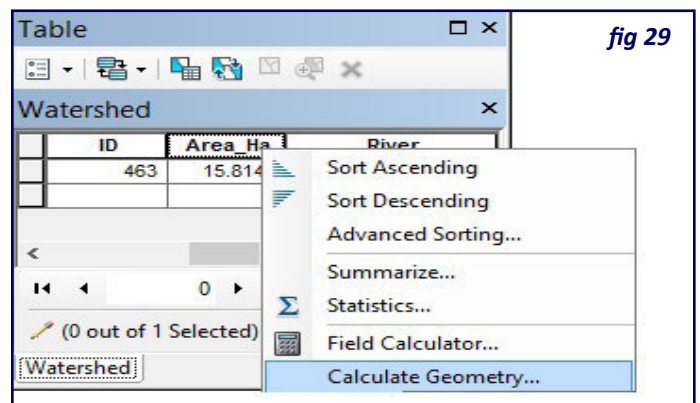 Table
fig 29
Watershed
ID Area_Ha River
463 15.814
Sort Ascending
Sort Descending
Advanced Sorting...
Summarize...
Statistics...
Field Calculator...
Calculate Geometry...
0
(0 out of 1 Selected)
Watershed